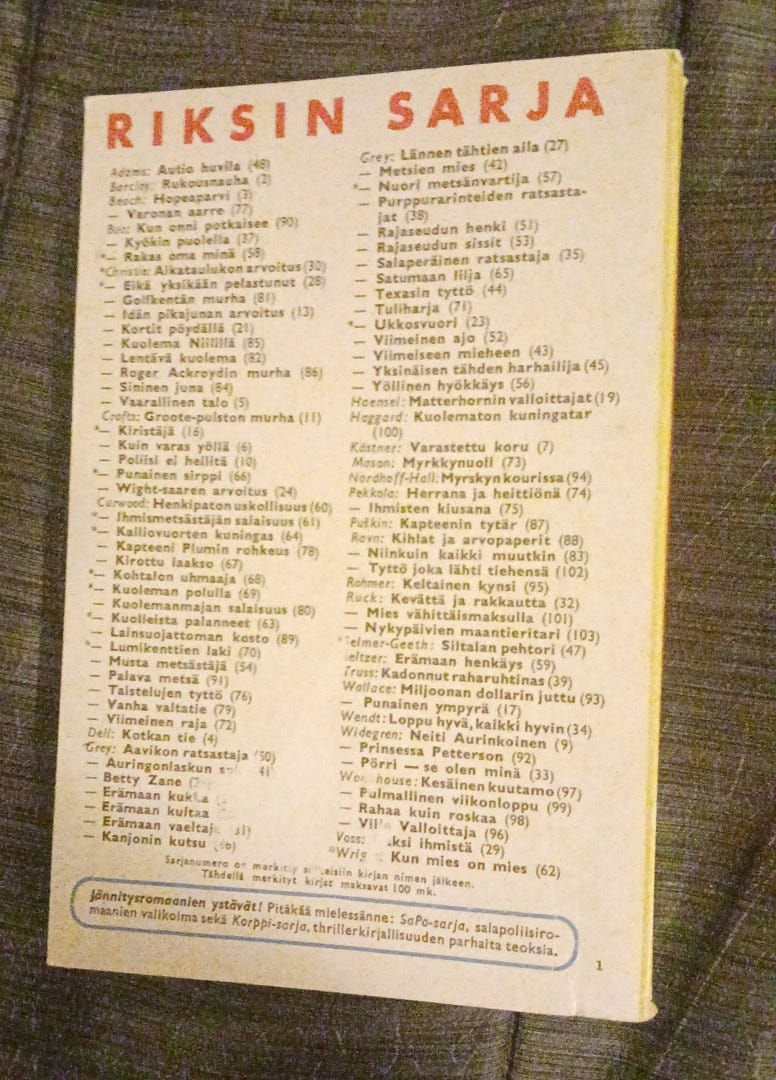 RIKSIN SARJA
Adams: Autio huvila (48)
Barclay: Rukousnauha (2)
Beach: Hopeaparvi (3)
— Varonan aarre (77)
Kun onni potkaisee (90)
— Kyökin puolella (37)
*— Rakas oma minä (58)
*Christie: Aikataulukon arvoitus (30)
*— Eikä yksikään pelastunut (28)
— Golfkentän murha (81)
— Idän pikajunan arvoitus (13)
— Kortit pöydällä (21)
— Kuolema Niilillä (85)
— Lentävä kuolema (82)
— Roger Ackroydin murha (86)
— Sininen juna (84)
— Vaarallinen talo (5)
Crofts: Groote-puiston murha (11)
*— Kiristäjä (16)
— Kuin varas yöllä (6)
— Poliisi ei hellitä (10)
*— Punainen sirppi (66)
— Wight-saaren arvoitus (24)
Curwood: Henkipaton uskollisuus (60)
*— Ihmismetsästäjän salaisuus (61)
*— Kalliovuorten kuningas (64)
— Kapteeni Plumin rohkeus (78)
— Kirottu laakso (67)
*— Kohtalon uhmaaja (68)
*— Kuoleman polulla (69)
— Kuolemanmajan salaisuus (80)
*— Kuolleista palanneet (63)
— Lainsuojattoman kosto (89)
*— Lumikenttien laki (70)
— Musta metsästäjä (54)
— Palava metsä (91)
— Taistelujen tyttö (76)
— Vanha valtatie (79)
— Viimeinen raja (72)
Dell: Kotkan tie (4)
Grey: Aavikon ratsastaja (50)
— Auringonlaskun
— Betty Zane
— Erämaan
— Erämaan kultaa
— Erämaan
— Kanjonin kutsu
Grey: Lännen tähtien alla (27)
— Metsien mies (42)
*— Nuori metsänvartija (57)
— Purppurarinteiden ratsasta-
jat (38)
— Rajaseudun henki (51)
— Rajaseudun sissit (53)
— Salaperäinen ratsastaja (35)
— Satumaan lilja (65)
— Texasin tyttö (44)
— Tuliharja (71)
*— Ukkosvuori (23)
— Viimeinen ajo (52)
— Viimeiseen mieheen (43)
— Yksinäisen tähden harhailija (45)
— Yöllinen hyökkäys (56)
Haensel: Matterhornin valloittajat (19)
Haggard: Kuolematon kuningatar
(100)
Kästner: Varastettu koru (7)
Mason: Myrkkynuoli (73)
Nordhoff-Hall: Myrskyn kourissa (94)
Pekkola: Herrana ja heittiönä (74)
— Ihmisten kiusana (75)
Puškin: Kapteenin tytär (87)
Ravn: Kihlat ja arvopaperit (88)
— Niinkuin kaikki muutkin (83)
— Tyttö joka lähti tiehensä (102)
Rohmer: Keltainen kynsi (95)
Ruck: Kevättä ja rakkautta (32)
— Mies vähittäismaksulla (101)
— Nykypäivien maantieritari (103)
Siltalan pehtori (47)
Erämaan henkäys (59)
Truss: Kadonnut raharuhtinas (39)
Wallace: Miljoonan dollarin juttu (93)
— Punainen ympyrä (17)
Wendt: Loppu hyvä, kaikki hyvin (34)
Widegren: Neiti Aurinkoinen (9)
— Prinsessa Petterson (92)
— Pörri — se olen minä (33)
Kesäinen kuutamo (97)
— Pulmallinen viikonloppu (99)
— Rahaa kuin roskaa (98)
— Valloittaja (96)
Voss: ihmistä (29)
Kun mies on mies (62)
Sarjanumero on merkitty kirjan nimen jälkeen.
Tähdellä merkityt kirjat maksavat 100 mk.
Jännitysromaanien ystävät! Pitäkää mielessänne: SaPo-sarja, salapoliisiro-
maanien valikoima sekä Korppi-sarja, thrillerkirjallisuuden parhaita teoksia.
1